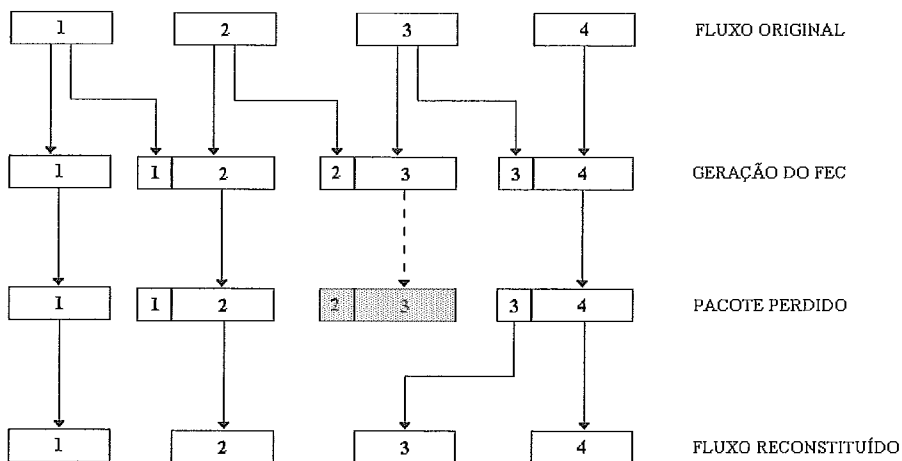 1 2 3 4 FLUXO ORIGINAL
1 1 2 2 3 3 4 GERAÇÃO DO FEC
1 1 2 2 3 3 4 PACOTE PERDIDO
1 2 3 4 FLUXO RECONSTITUÍDO